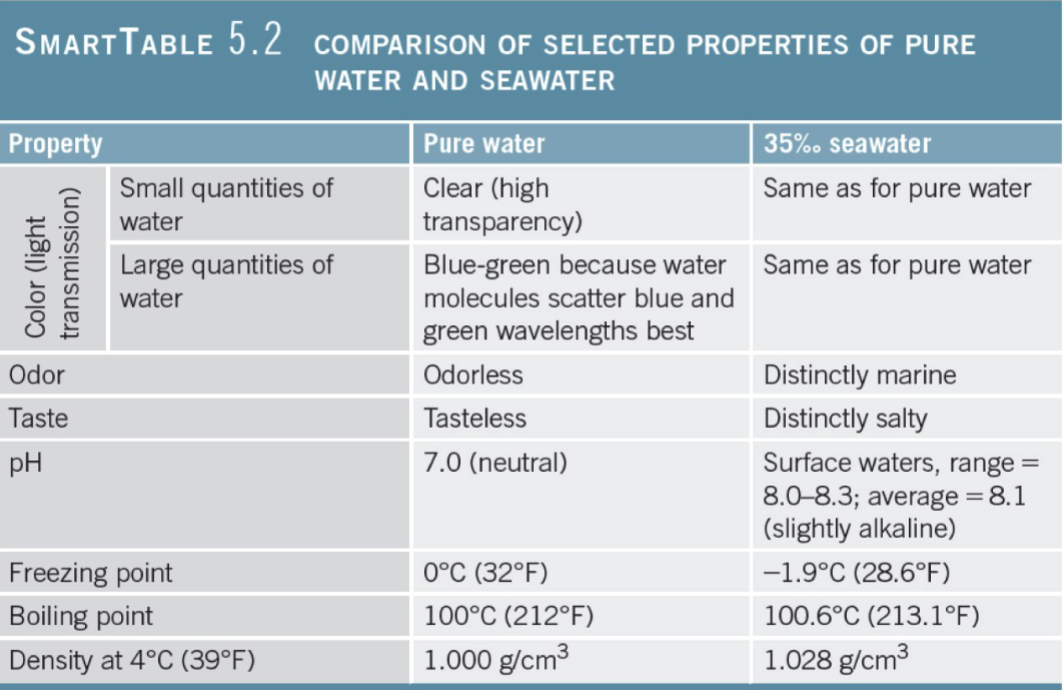 SMARTTABLE 5.2 COMPARISON OF SELECTED PROPERTIES OF PURE
WATER AND SEAWATER
Property Pure water 35‰ seawater
Color (light
transmission)
Small quantities of
water
Clear (high
transparency)
Same as for pure water
Large quantities of
water
Blue-green because water
molecules scatter blue and
green wavelengths best
Same as for pure water
Odor Odorless Distinctly marine
Taste Tasteless Distinctly salty
pH 7.0 (neutral) Surface waters, range =
8.0–8.3; average = 8.1
(slightly alkaline)
Freezing point 0°C (32°F) −1.9°C (28.6°F)
Boiling point 100°C (212°F) 100.6°C (213.1°F)
Density at 4°C (39°F) 1.000 g/cm³ 1.028 g/cm³